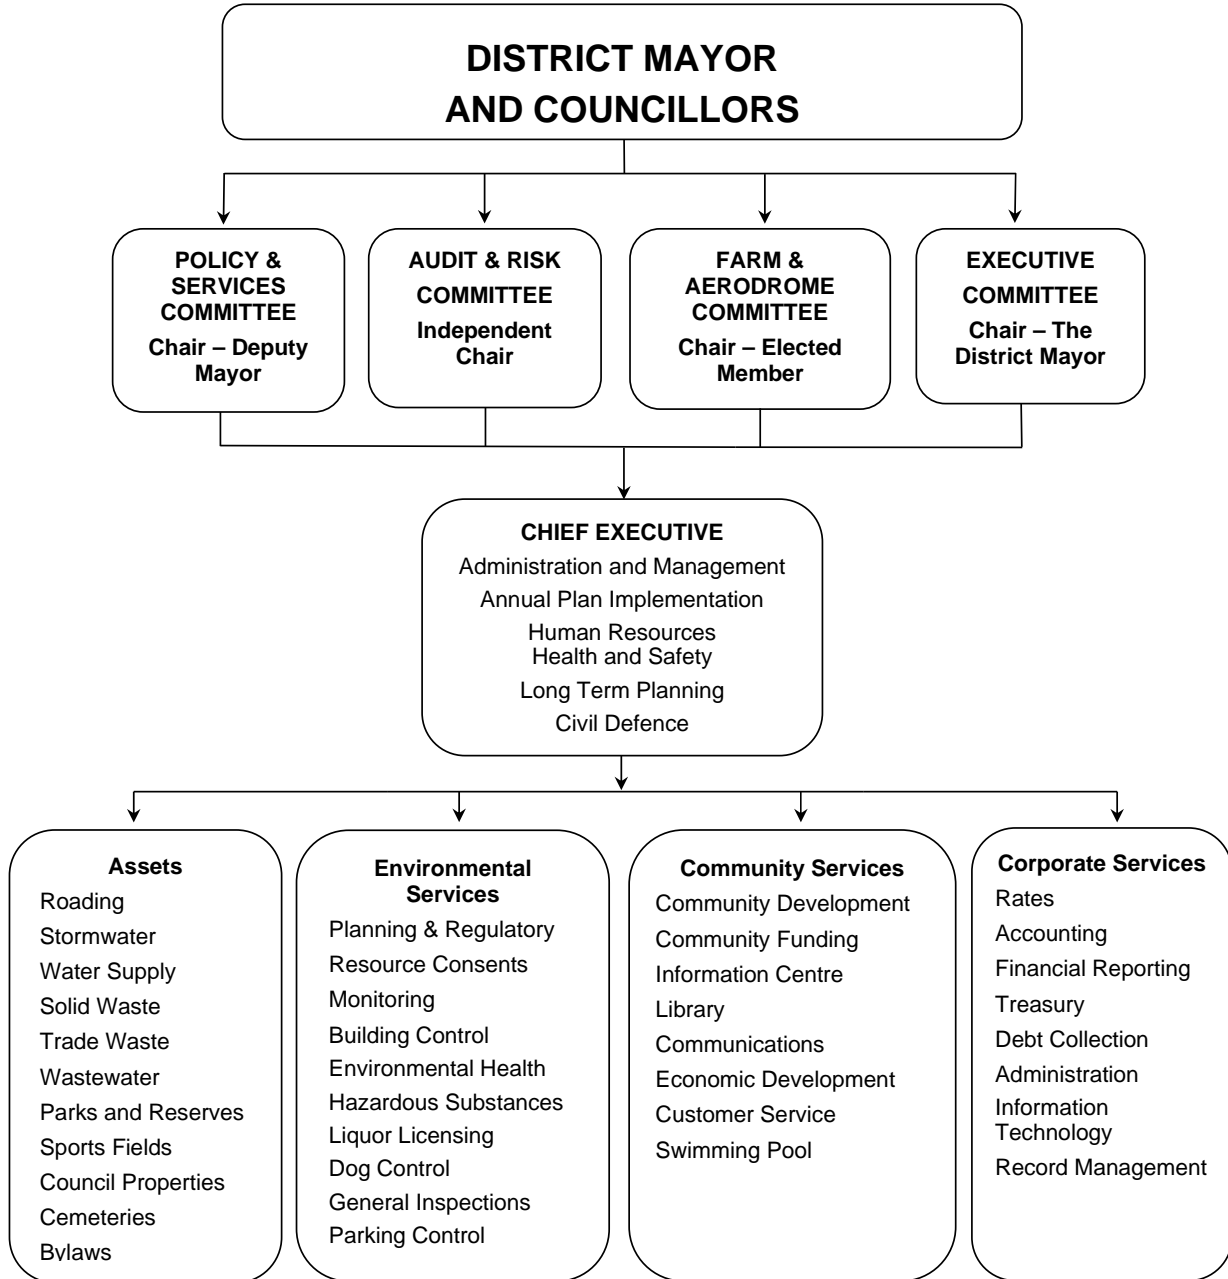 DISTRICT MAYOR
AND COUNCILLORS
POLICY &
SERVICES
COMMITTEE
Chair – Deputy
Mayor
AUDIT & RISK
COMMITTEE
Independent
Chair
FARM &
AERODROME
COMMITTEE
Chair – Elected
Member
EXECUTIVE
COMMITTEE
Chair – The
District Mayor
CHIEF EXECUTIVE
Administration and Management
Annual Plan Implementation
Human Resources
Health and Safety
Long Term Planning
Civil Defence
Assets
Roading
Stormwater
Water Supply
Solid Waste
Trade Waste
Wastewater
Parks and Reserves
Sports Fields
Council Properties
Cemeteries
Bylaws
Environmental
Services
Planning & Regulatory
Resource Consents
Monitoring
Building Control
Environmental Health
Hazardous Substances
Liquor Licensing
Dog Control
General Inspections
Parking Control
Community Services
Community Development
Community Funding
Information Centre
Library
Communications
Economic Development
Customer Service
Swimming Pool
Corporate Services
Rates
Accounting
Financial Reporting
Treasury
Debt Collection
Administration
Information
Technology
Record Management